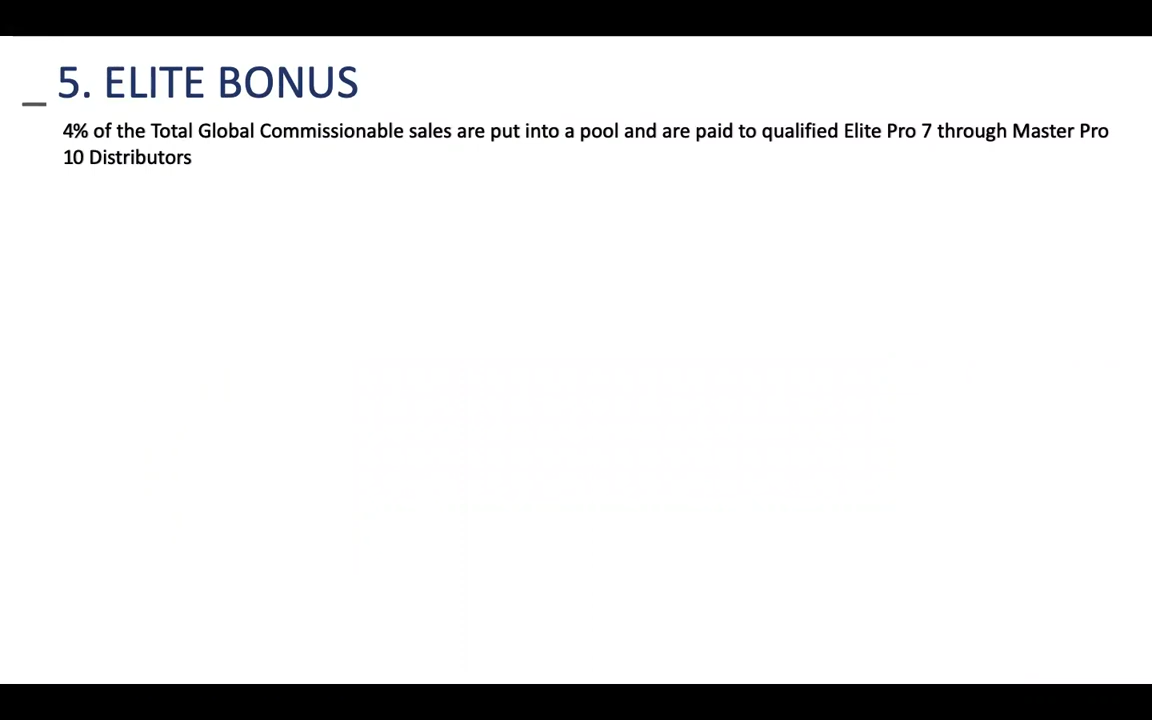 5. ELITE BONUS
4% of the Total Global Commissionable sales are put into a pool and are paid to qualified Elite Pro 7 through Master Pro
10 Distributors